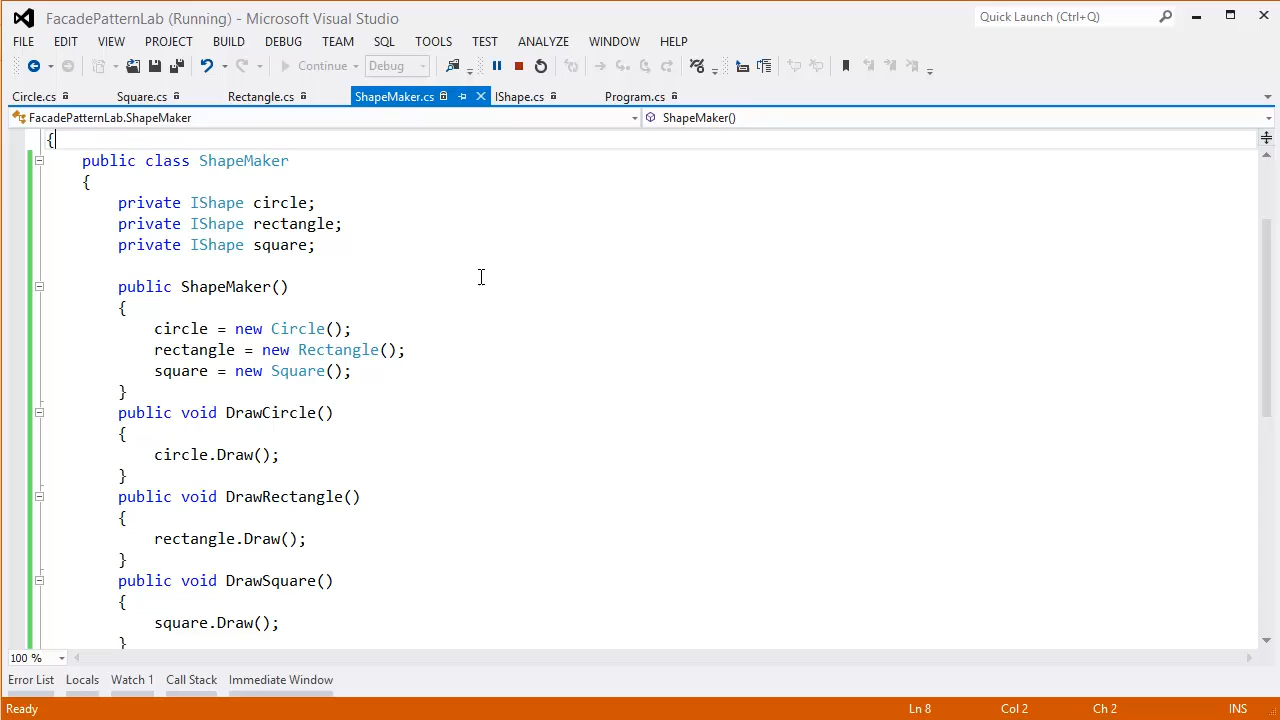 FacadePatternLab (Running) - Microsoft Visual Studio
Quick Launch (Ctrl+Q)
FILE EDIT VIEW PROJECT BUILD DEBUG TEAM SQL TOOLS TEST ANALYZE WINDOW HELP
Continue Debug
Circle.cs Square.cs Rectangle.cs ShapeMaker.cs IShape.cs Program.cs
FacadePatternLab.ShapeMaker ShapeMaker()
{
public class ShapeMaker
{
private IShape circle;
private IShape rectangle;
private IShape square;
public ShapeMaker()
{
circle = new Circle();
rectangle = new Rectangle();
square = new Square();
}
public void DrawCircle()
{
circle.Draw();
}
public void DrawRectangle()
{
rectangle.Draw();
}
public void DrawSquare()
{
square.Draw();
}
100 %
Error List Locals Watch 1 Call Stack Immediate Window
Ready Ln 8 Col 2 Ch 2 INS